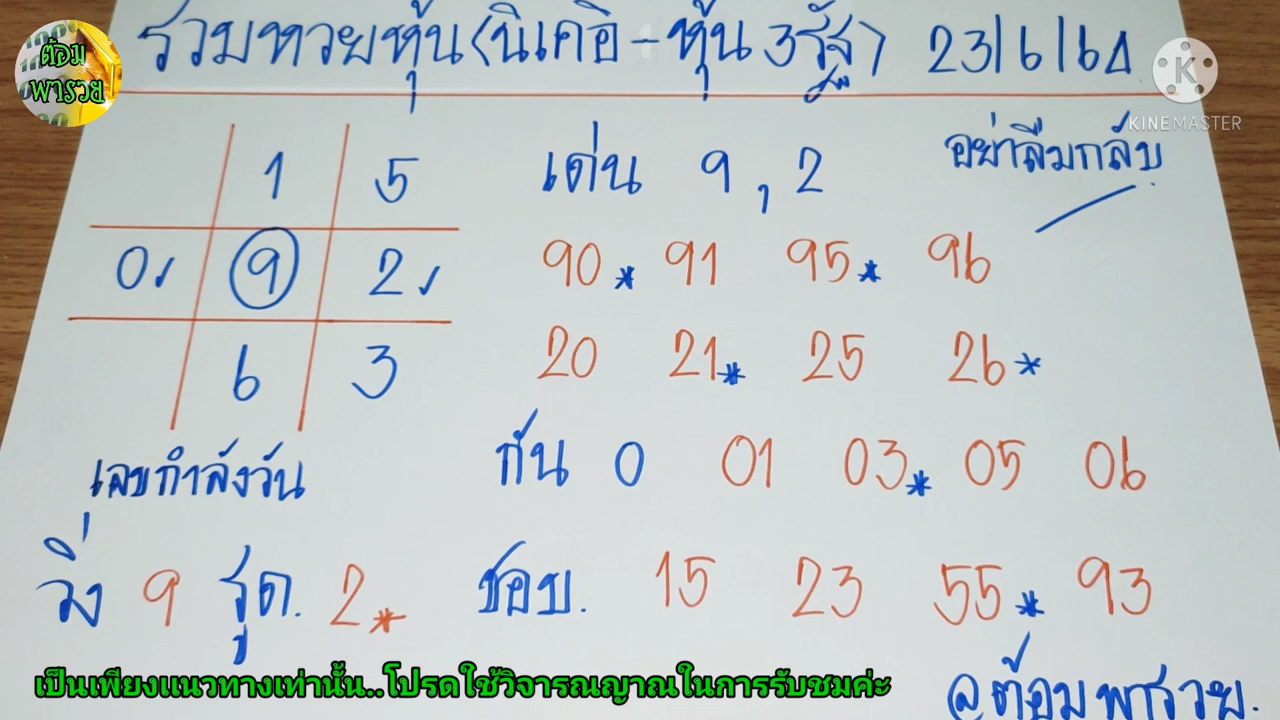 ต้อม
พารวย
รวมหวยหุ้น(นิเคอิ-หุ้น 3รัฐ) 23/6/64
KINEMASTER
อย่าลืมกลับ
1 5
0 9 2
6 3
เลขกำลังวัน
เด่น 9, 2
90* 91 95* 96
20 21* 25 26*
กัน 0 01 03* 05 06
วิ่ง 9 รูด. 2*
ชอบ. 15 23 55* 93
เป็นเพียงแนวทางเท่านั้น..โปรดใช้วิจารณญาณในการรับชมค่ะ
@ต้อม พารวย.